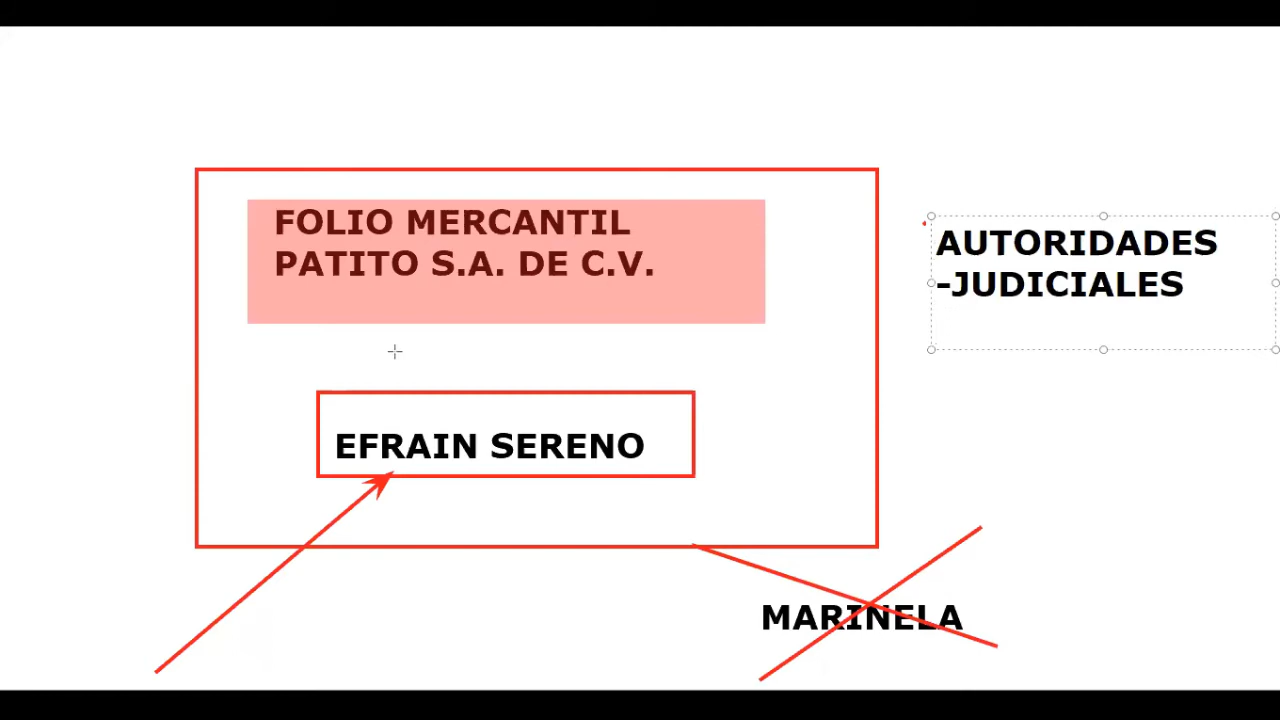 FOLIO MERCANTIL
PATITO S.A. DE C.V.
AUTORIDADES
-JUDICIALES
EFRAIN SERENO
MARINELA